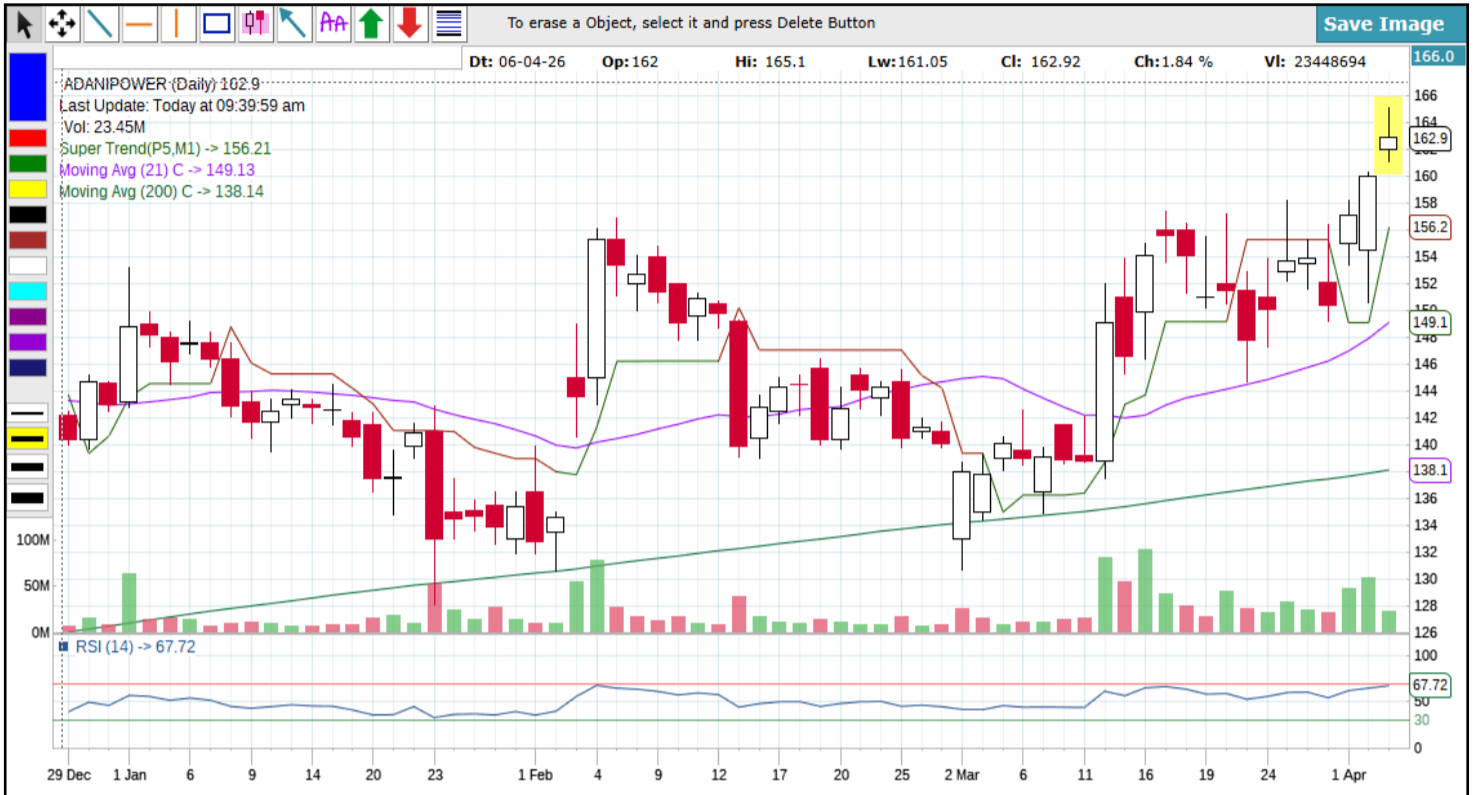 To erase a Object, select it and press Delete Button
Save Image
Dt: 06-04-26 Op:162 Hi: 165.1 Lw:161.05 Cl: 162.92 Ch:1.84 % Vl: 23448694
166.0
ADANIPOWER (Daily) 162.9
Last Update: Today at 09:39:59 am
Vol: 23.45M
Super Trend(P5,M1) -> 156.21
Moving Avg (21) C -> 149.13
Moving Avg (200) C -> 138.14
166
164
162.9
162
160
158
156.2
154
152
150
149.1
148
146
144
142
140
138.1
136
134
132
130
128
126
100M
50M
0M
RSI (14) -> 67.72
100
67.72
50
30
0
29 Dec 1 Jan 6 9 14 20 23 1 Feb 4 9 12 17 20 25 2 Mar 6 11 16 19 24 1 Apr